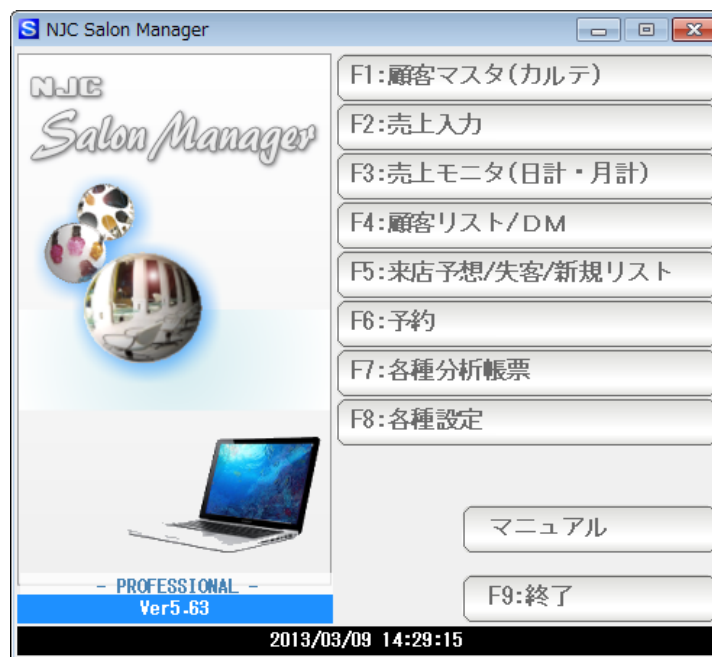 NJC Salon Manager
NJC
Salon Manager
F1:顧客マスタ(カルテ)
F2:売上入力
F3:売上モニタ(日計・月計)
F4:顧客リスト/DM
F5:来店予想/失客/新規リスト
F6:予約
F7:各種分析帳票
F8:各種設定
マニュアル
F9:終了
- PROFESSIONAL -
Ver5.63
2013/03/09 14:29:15